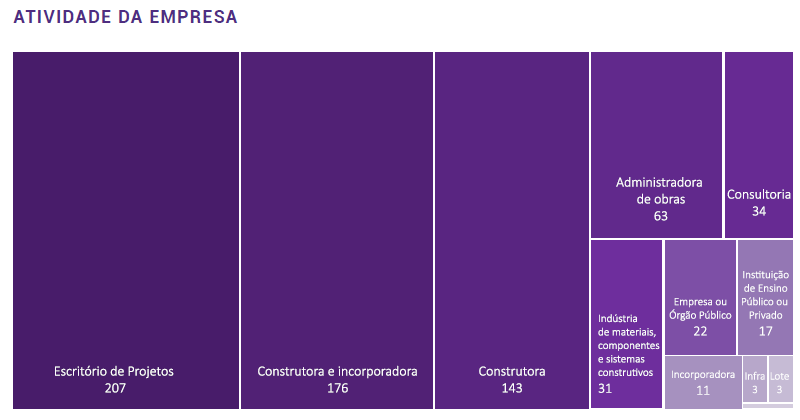 ATIVIDADE DA EMPRESA
Escritório de Projetos
207
Construtora e incorporadora
176
Construtora
143
Administradora
de obras
63
Consultoria
34
Indústria
de materiais,
componentes
e sistemas
construtivos
31
Empresa ou
Órgão Público
22
Instituição
de Ensino
Público ou
Privado
17
Incorporadora
11
Infra
3
Lote
3